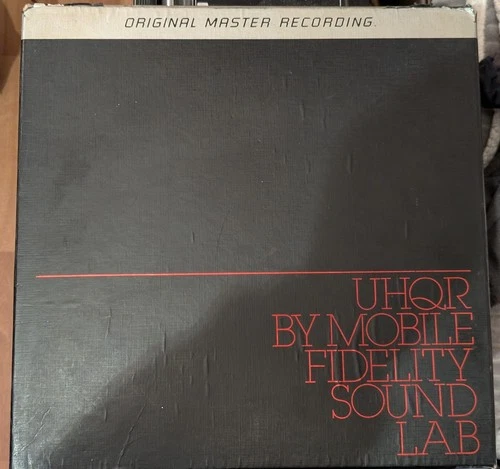 ORIGINAL MASTER RECORDING
UHQR
BY MOBILE
FIDELITY
SOUND
LAB